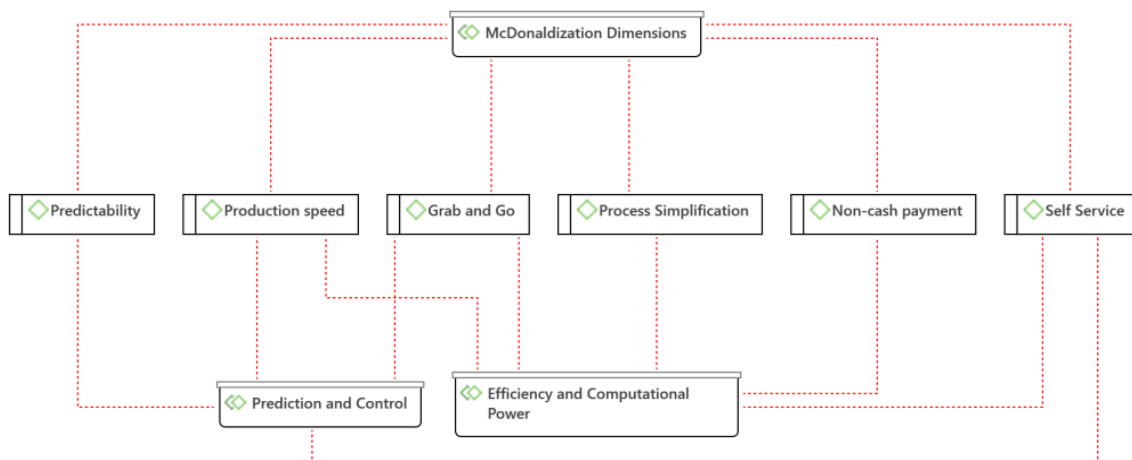 McDonaldization Dimensions
Predictability
Production speed
Grab and Go
Process Simplification
Non-cash payment
Self Service
Prediction and Control
Efficiency and Computational
Power